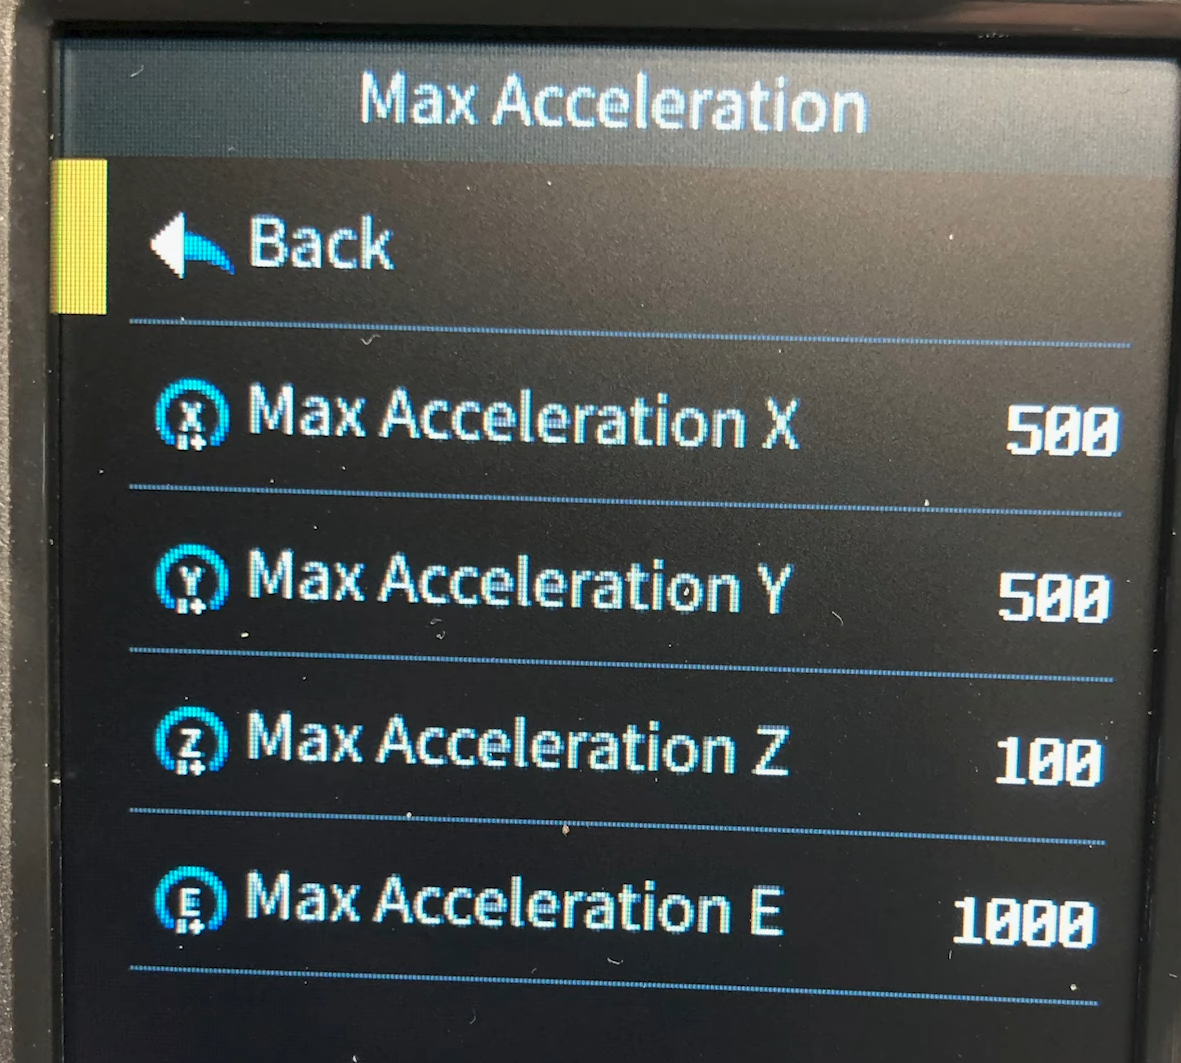 Max Acceleration
Back
X Max Acceleration X 500
Y Max Acceleration Y 500
Z Max Acceleration Z 100
E Max Acceleration E 1000